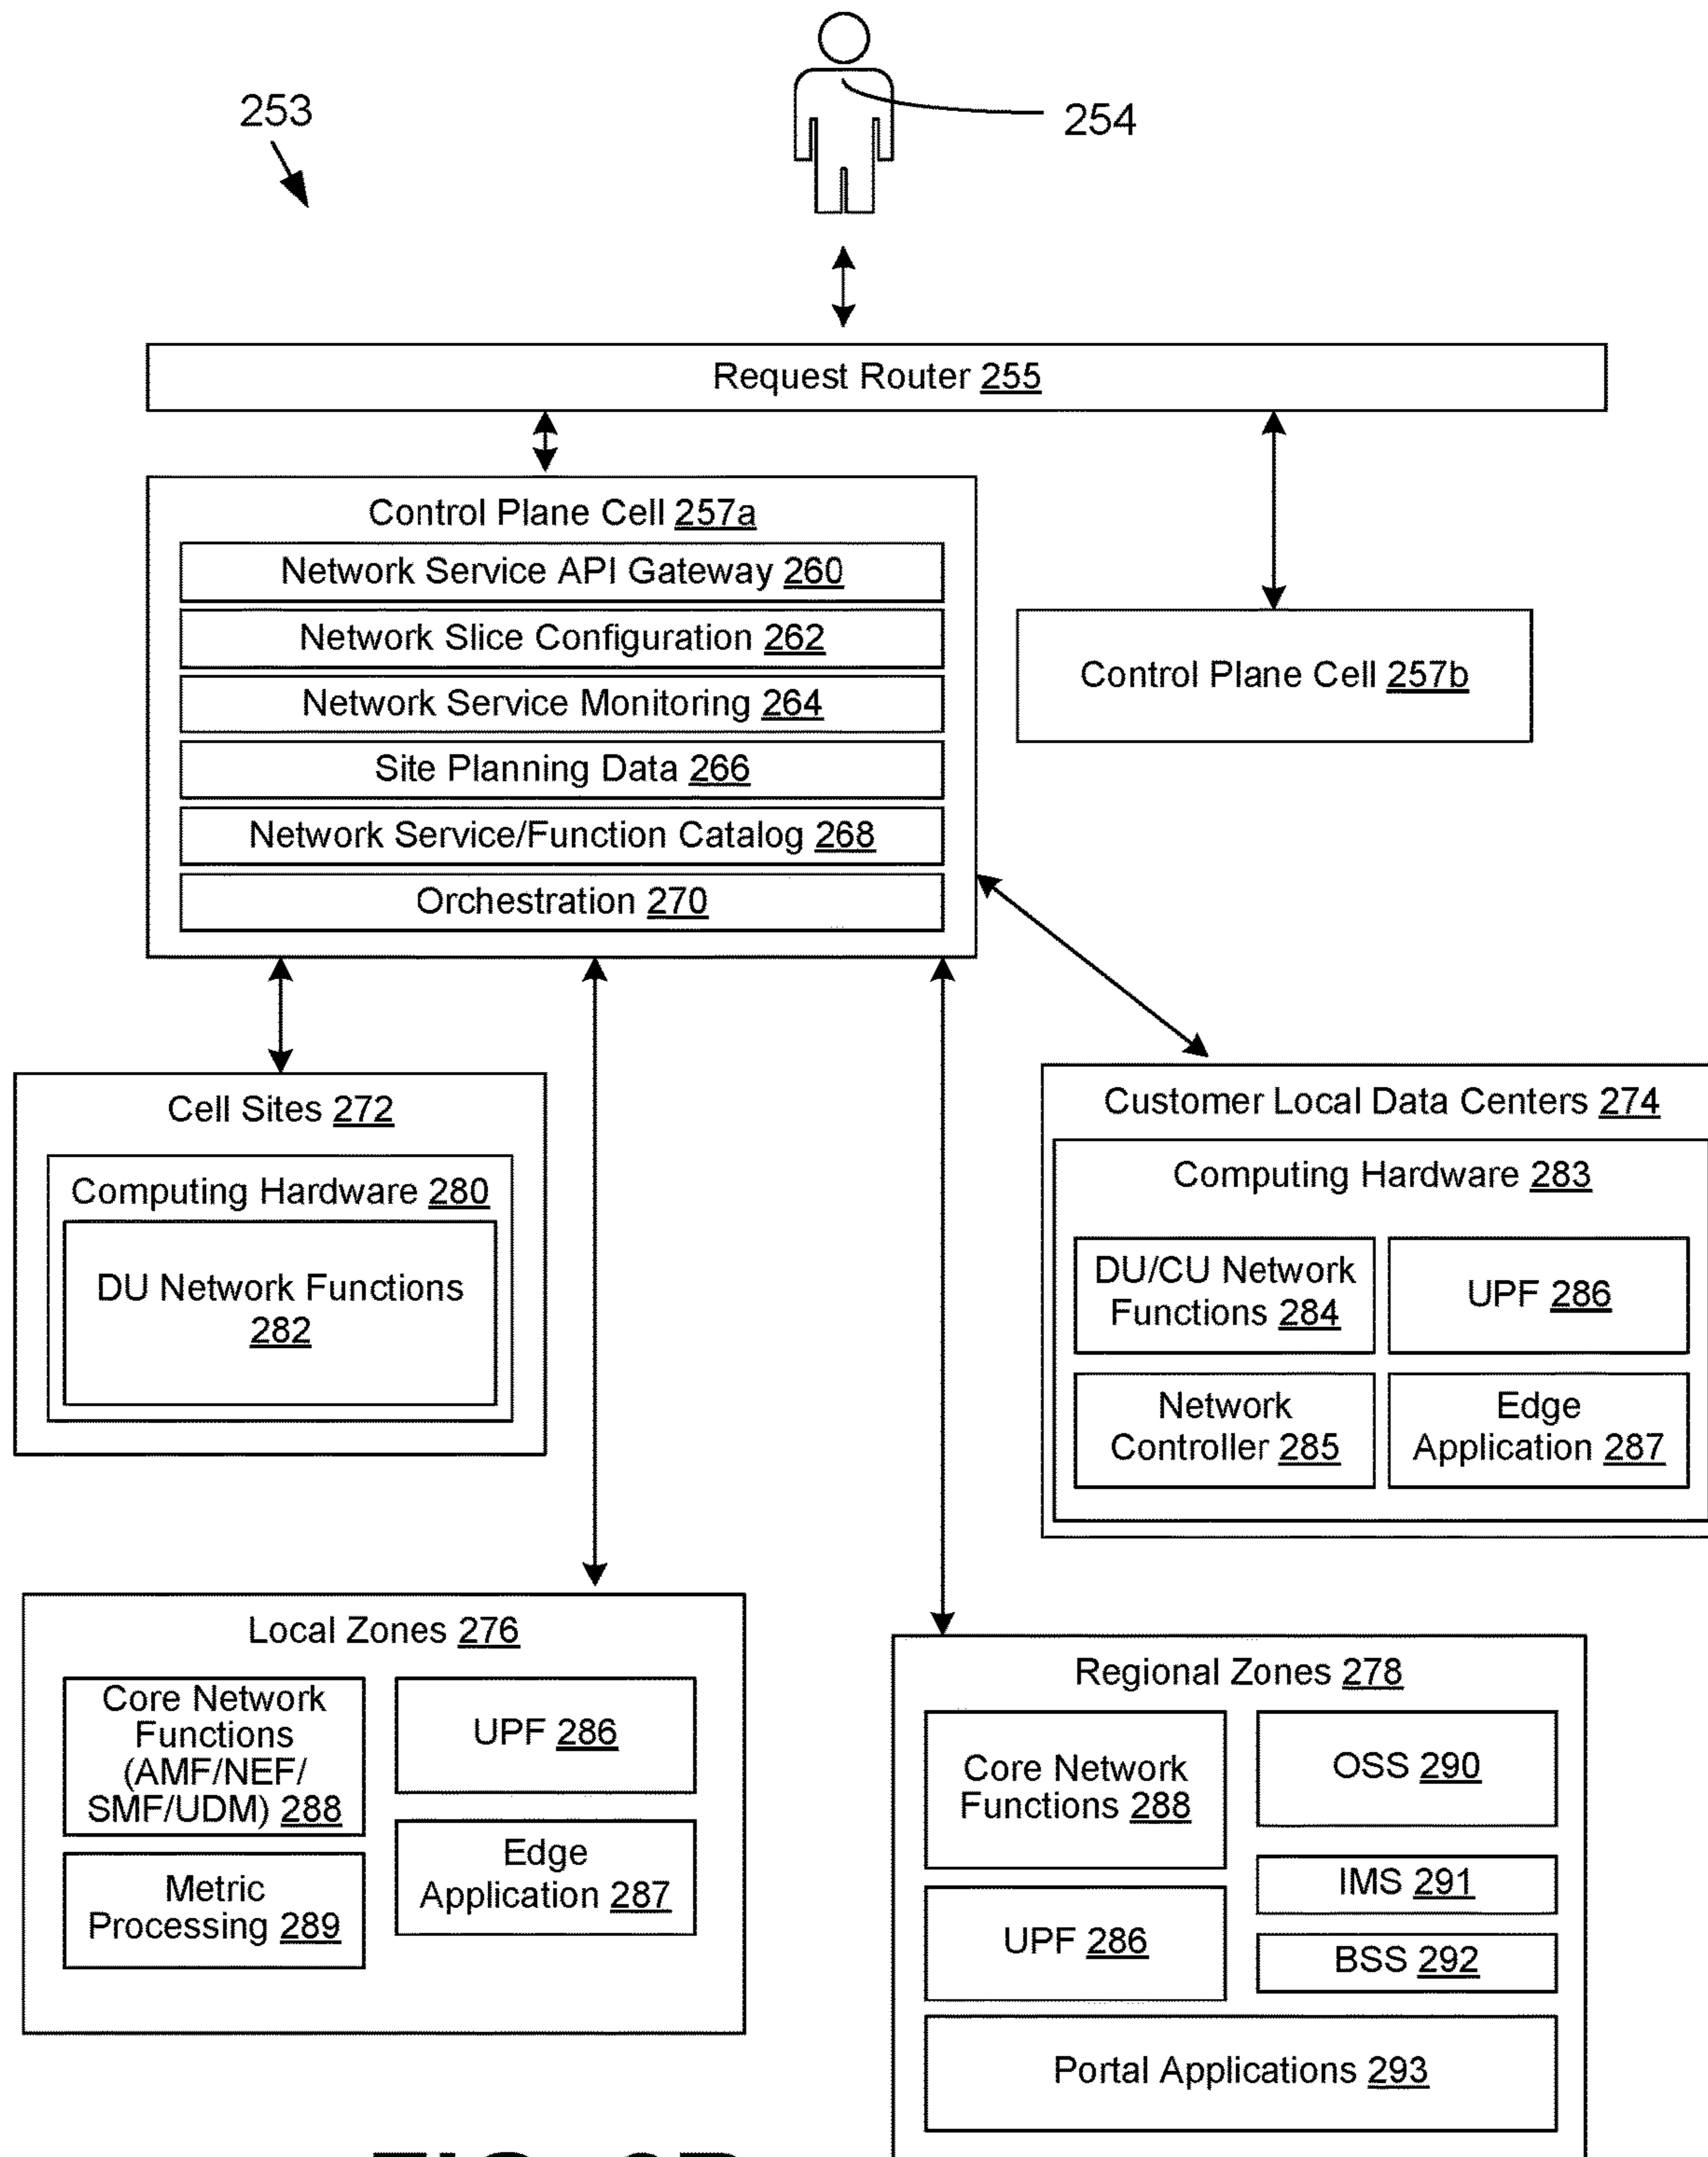 253
254
Request Router 255
Control Plane Cell 257a
Network Service API Gateway 260
Network Slice Configuration 262
Network Service Monitoring 264
Site Planning Data 266
Network Service/Function Catalog 268
Orchestration 270
Control Plane Cell 257b
Cell Sites 272
Computing Hardware 280
DU Network Functions
282
Customer Local Data Centers 274
Computing Hardware 283
DU/CU Network
Functions 284
UPF 286
Network
Controller 285
Edge
Application 287
Local Zones 276
Core Network
Functions
(AMF/NEF/
SMF/UDM) 288
UPF 286
Metric
Processing 289
Edge
Application 287
Regional Zones 278
Core Network
Functions 288
OSS 290
IMS 291
UPF 286
BSS 292
Portal Applications 293